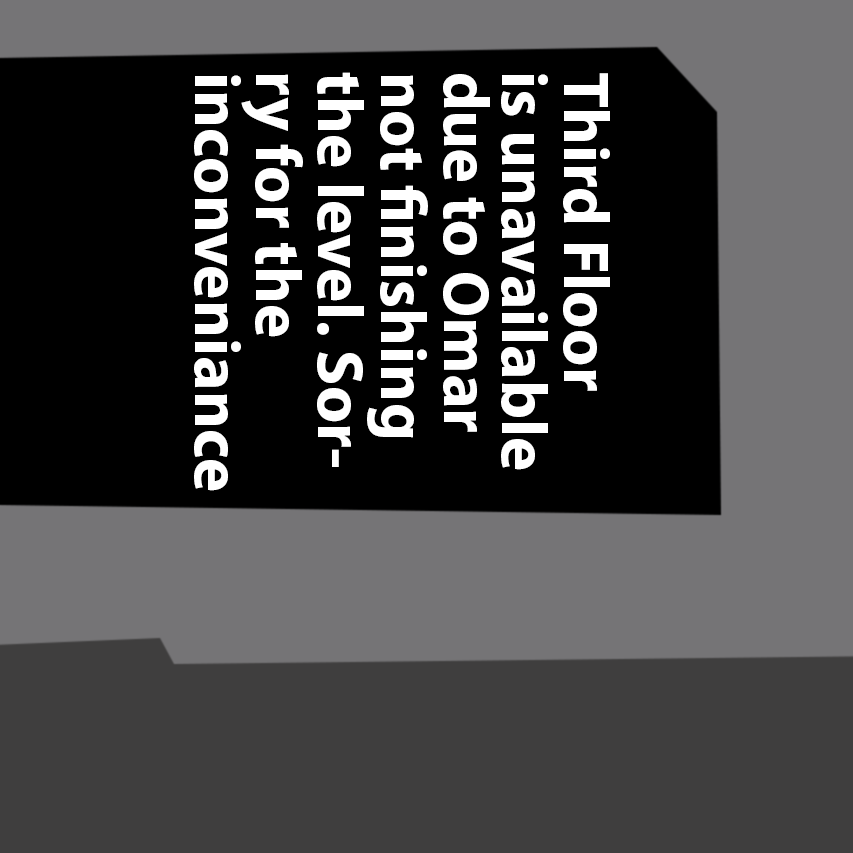 Third Floor
is unavailable
due to Omar
not finishing
the level. Sor-
ry for the
inconveniance